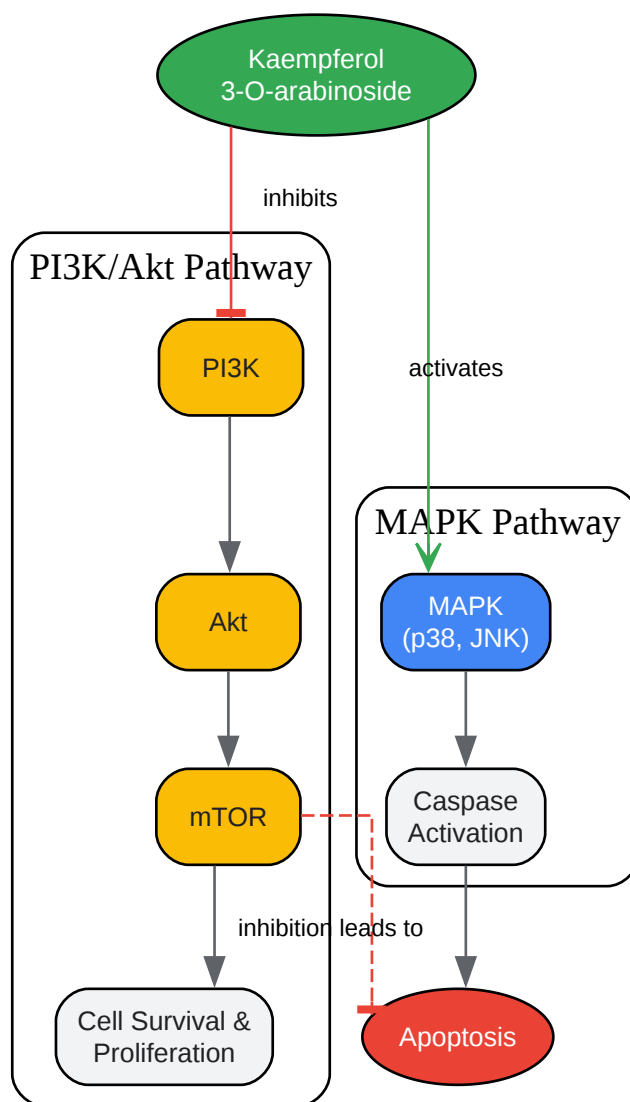 Kaempferol
3-O-arabinoside
inhibits
PI3K/Akt Pathway
PI3K
activates
MAPK Pathway
Akt
MAPK
(p38, JNK)
mTOR
Caspase
Activation
inhibition leads to
Cell Survival &
Proliferation
Apoptosis